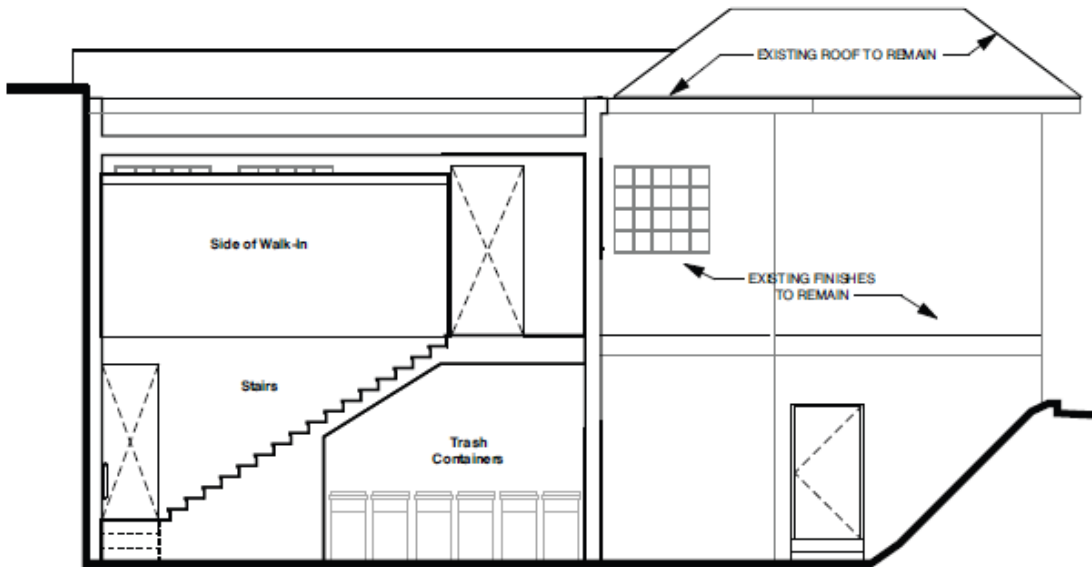 EXISTING ROOF TO REMAIN
Side of Walk-In
EXISTING FINISHES
TO REMAIN
Stairs
Trash
Containers